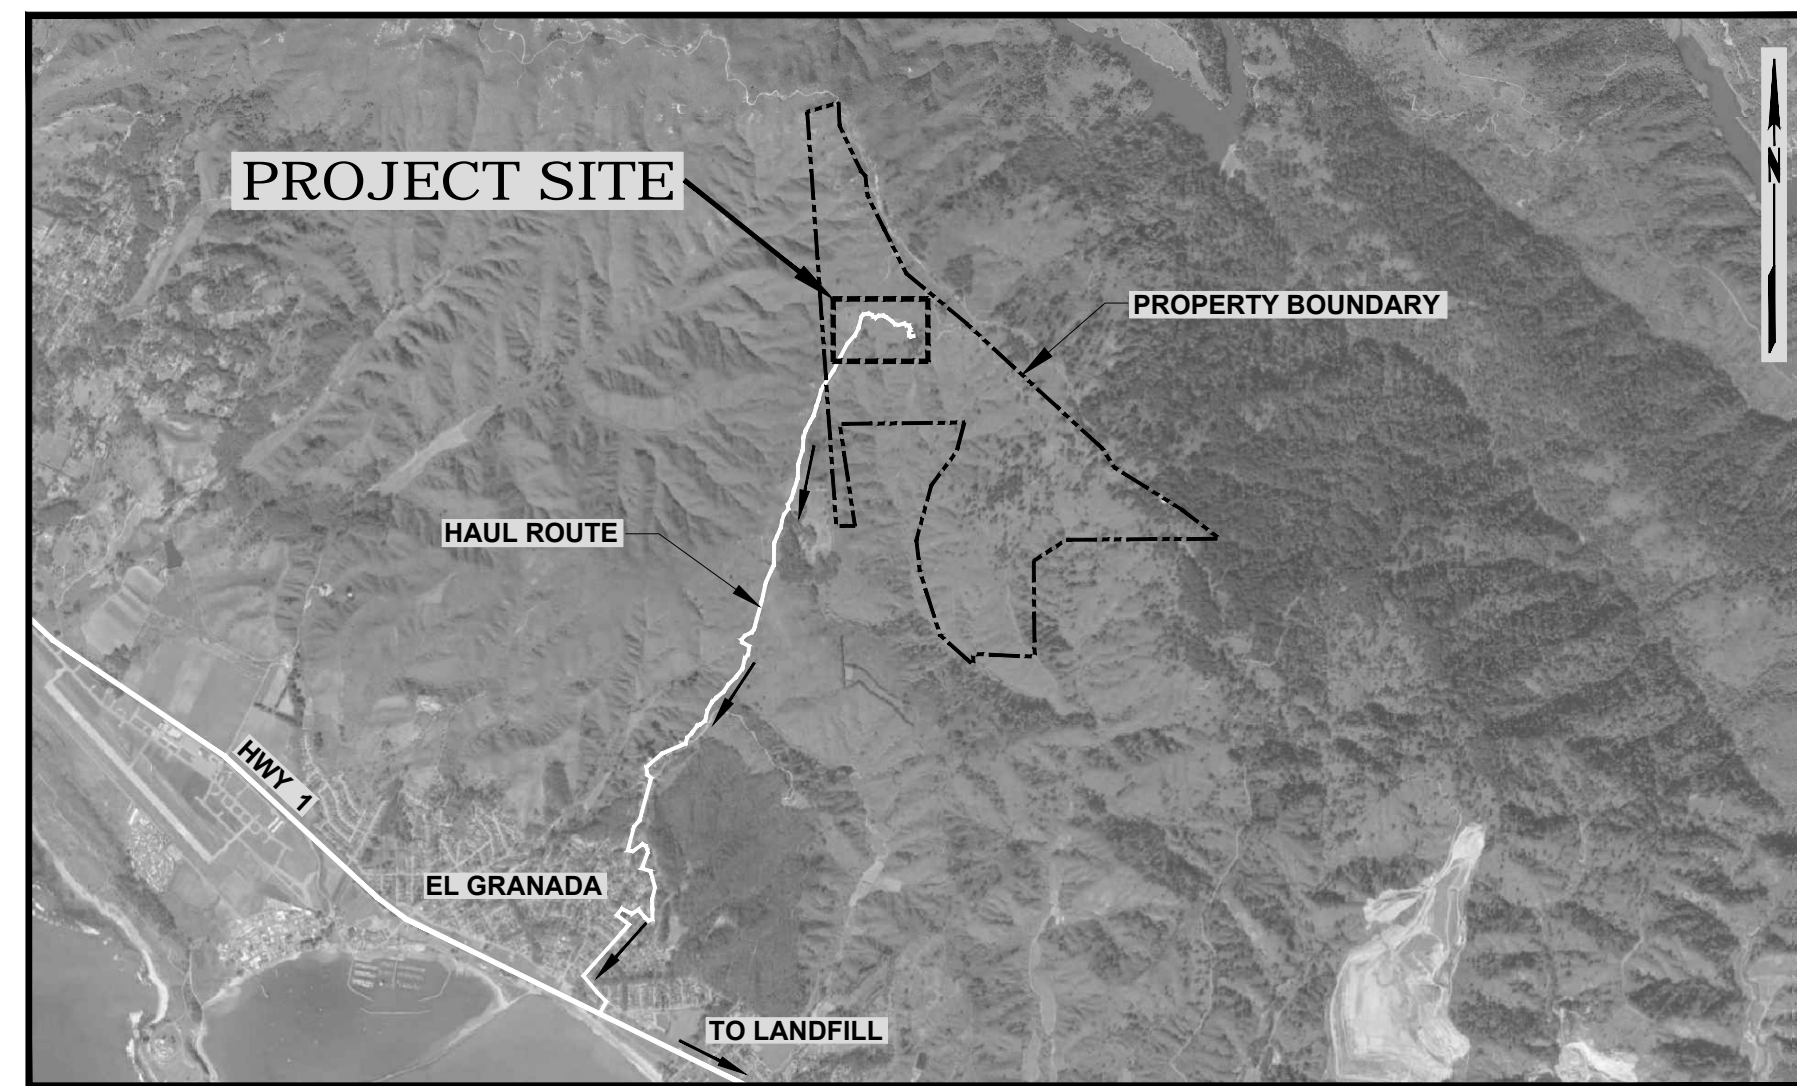 PROJECT SITE
N
PROPERTY BOUNDARY
HAUL ROUTE
HWY 1
EL GRANADA
TO LANDFILL